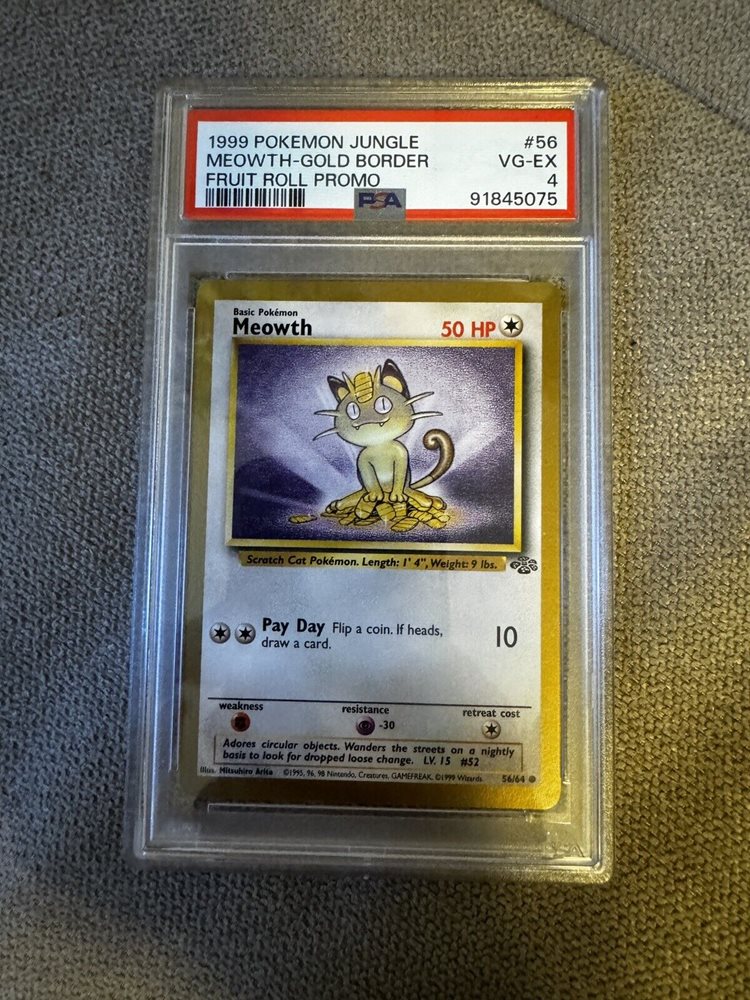 1999 POKEMON JUNGLE #56
MEOWTH-GOLD BORDER VG-EX
FRUIT ROLL PROMO 4
PSA 91845075
Basic Pokémon
Meowth 50 HP
Scratch Cat Pokémon. Length: 1' 4", Weight: 9 lbs.
Pay Day Flip a coin. If heads,
draw a card.
10
weakness resistance retreat cost
-30
Adores circular objects. Wanders the streets on a nightly
basis to look for dropped loose change. LV. 15 #52
Illus. Mitsuhiro Arita ©1995, 96, 98 Nintendo, Creatures, GAMEFREAK. ©1999 Wizards. 56/64